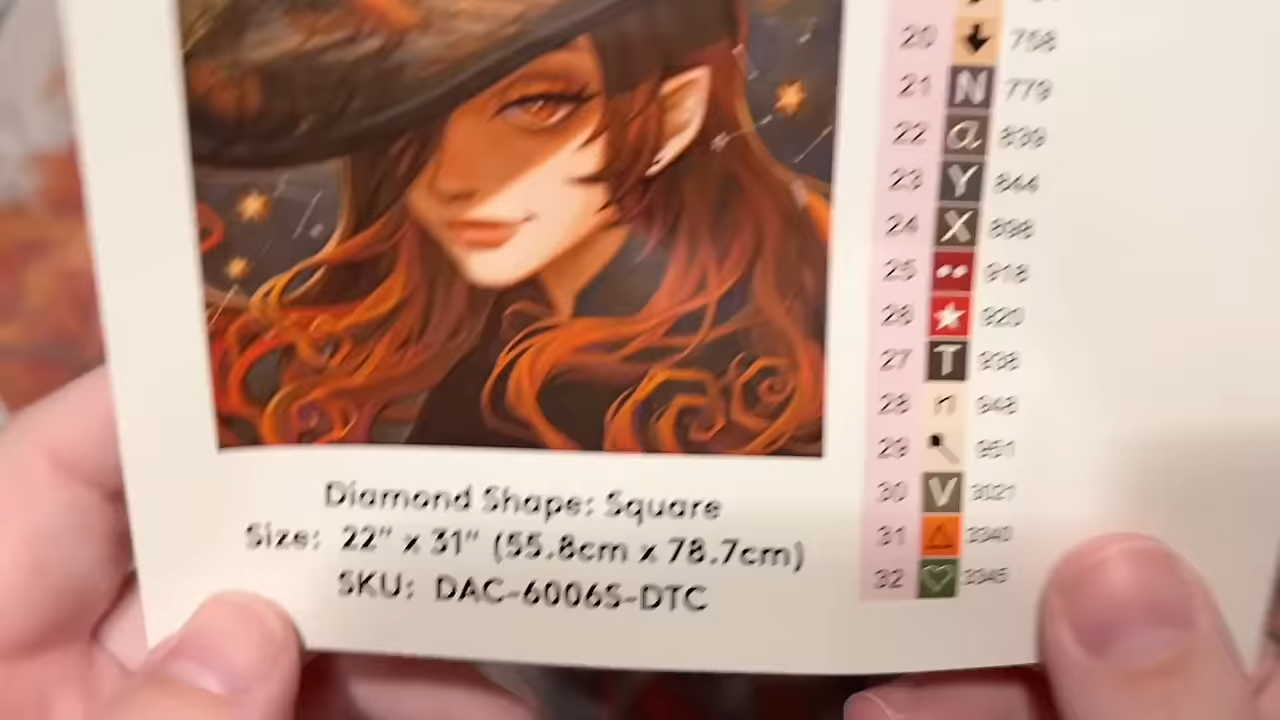 20 758
21 N 779
22 a 839
23 Y 844
24 X 898
25 918
26 920
27 T 938
28 n 948
29 951
30 V 3021
31 3340
32 3345
Diamond Shape: Square
Size: 22" x 31" (55.8cm x 78.7cm)
SKU: DAC-6006S-DTC